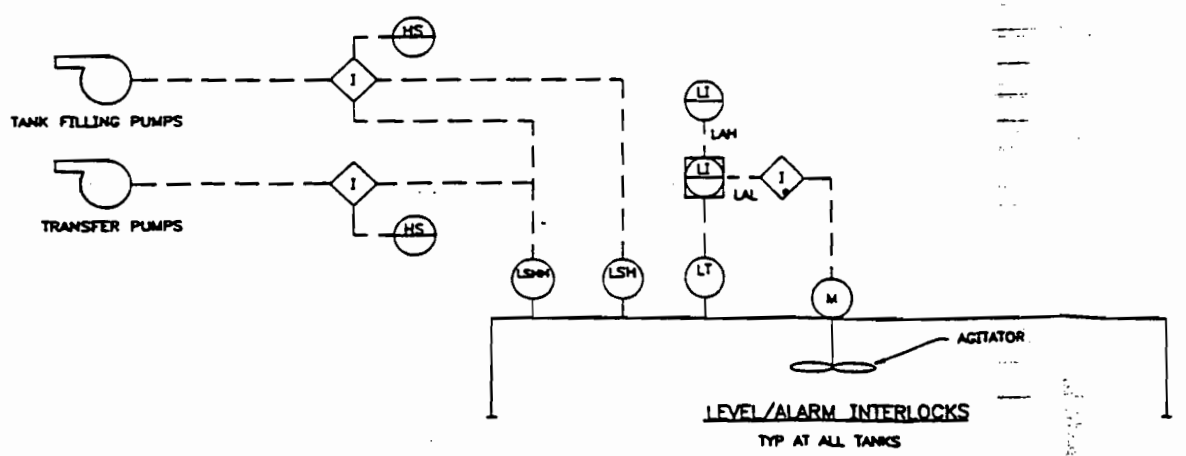 HS
I
TANK FILLING PUMPS
LI
LAH
I
LI
LAL
I
TRANSFER PUMPS
HS
LSHH
LSH
LT
M
AGITATOR
LEVEL/ALARM INTERLOCKS
TYP AT ALL TANKS